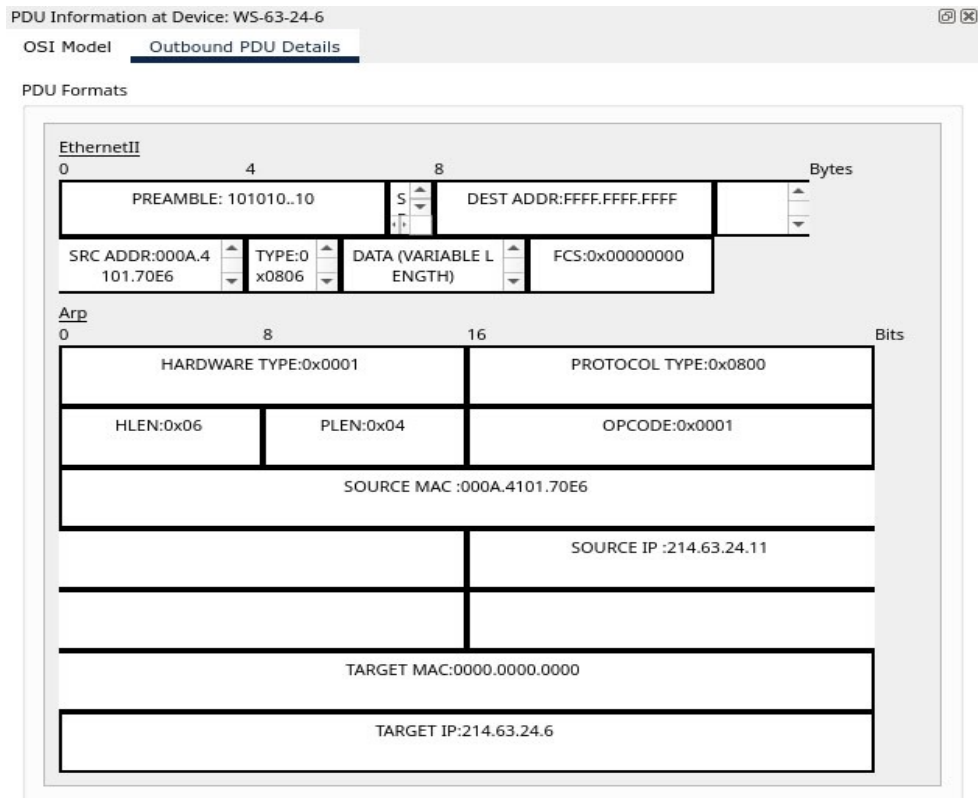 PDU Information at Device: WS-63-24-6
OSI Model Outbound PDU Details
PDU Formats
EthernetII
0 4 8 Bytes
PREAMBLE: 101010..10 S DEST ADDR:FFFF.FFFF.FFFF
SRC ADDR:000A.4 TYPE:0 DATA (VARIABLE L FCS:0x00000000
101.70E6 x0806 ENGTH)
Arp
0 8 16 Bits
HARDWARE TYPE:0x0001 PROTOCOL TYPE:0x0800
HLEN:0x06 PLEN:0x04 OPCODE:0x0001
SOURCE MAC :000A.4101.70E6
SOURCE IP :214.63.24.11
TARGET MAC:0000.0000.0000
TARGET IP:214.63.24.6